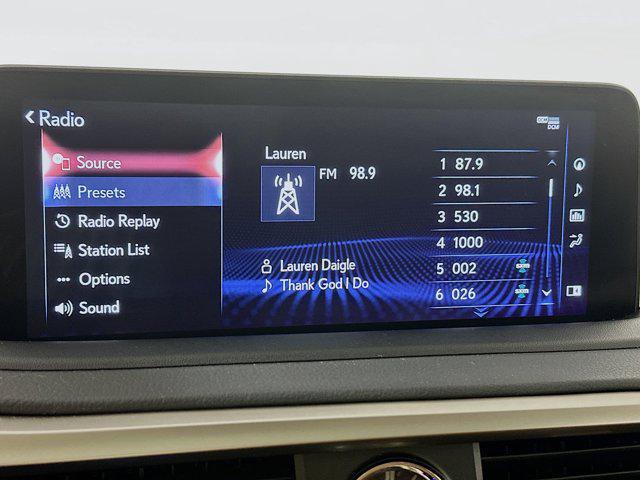 Radio
DCM
Source
Presets
Radio Replay
Station List
Options
Sound
Lauren
FM 98.9
Lauren Daigle
Thank God I Do
1 87.9
2 98.1
3 530
4 1000
5 002
6 026